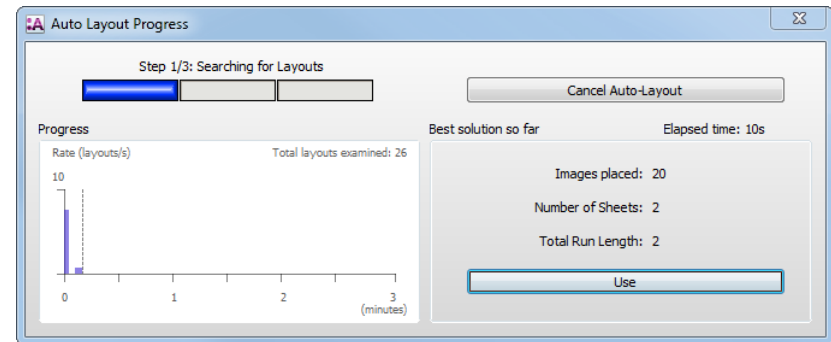 Auto Layout Progress
Step 1/3: Searching for Layouts
Cancel Auto-Layout
Progress
Rate (layouts/s) Total layouts examined: 26
10
0 1 2 3
(minutes)
Best solution so far Elapsed time: 10s
Images placed: 20
Number of Sheets: 2
Total Run Length: 2
Use